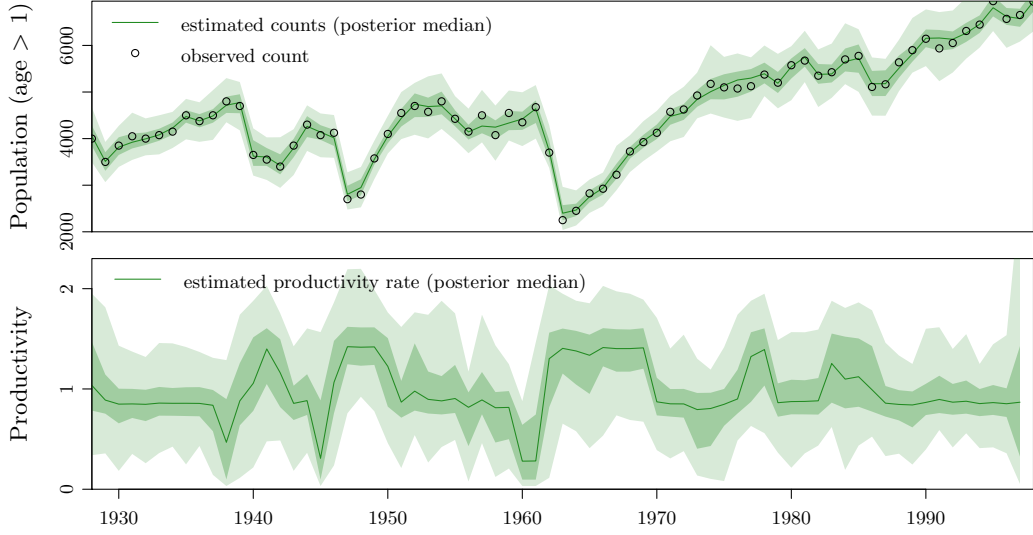 estimated counts (posterior median)
observed count
Population (age > 1)
6000
4000
2000
estimated productivity rate (posterior median)
Productivity
2
1
0
1930 1940 1950 1960 1970 1980 1990